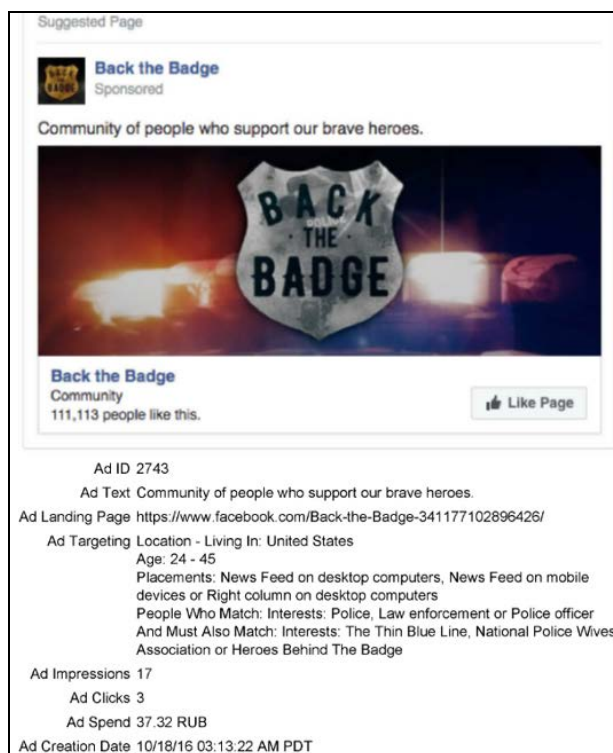 Suggested Page
BACK
THE
BADGE
Back the Badge
Sponsored
Community of people who support our brave heroes.
BACK
POLICE
THE
BADGE
Back the Badge
Community
111,113 people like this.
Like Page
Ad ID 2743
Ad Text Community of people who support our brave heroes.
Ad Landing Page https://www.facebook.com/Back-the-Badge-341177102896426/
Ad Targeting Location - Living In: United States
Age: 24 - 45
Placements: News Feed on desktop computers, News Feed on mobile
devices or Right column on desktop computers
People Who Match: Interests: Police, Law enforcement or Police officer
And Must Also Match: Interests: The Thin Blue Line, National Police Wives
Association or Heroes Behind The Badge
Ad Impressions 17
Ad Clicks 3
Ad Spend 37.32 RUB
Ad Creation Date 10/18/16 03:13:22 AM PDT